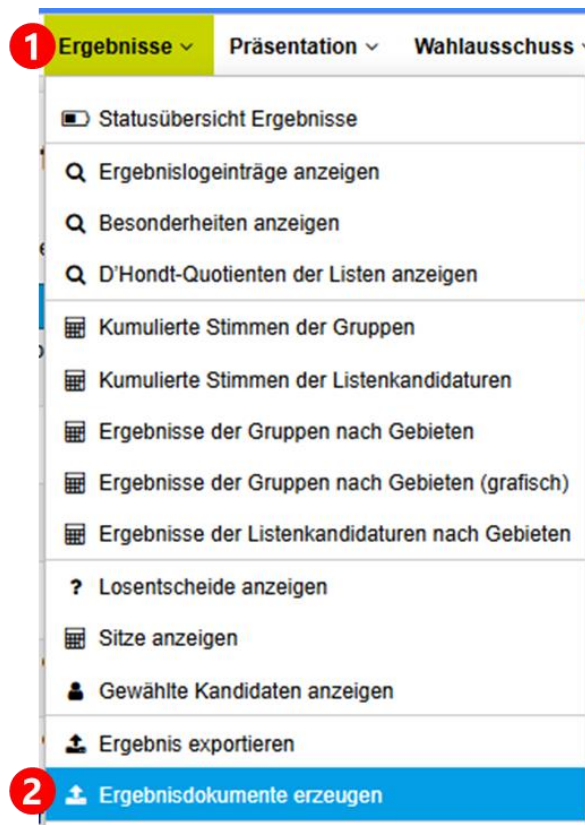 1 Ergebnisse Präsentation Wahlausschuss
Statusübersicht Ergebnisse
Ergebnislogeinträge anzeigen
Besonderheiten anzeigen
D'Hondt-Quotienten der Listen anzeigen
Kumulierte Stimmen der Gruppen
Kumulierte Stimmen der Listenkandidaturen
Ergebnisse der Gruppen nach Gebieten
Ergebnisse der Gruppen nach Gebieten (grafisch)
Ergebnisse der Listenkandidaturen nach Gebieten
? Losentscheide anzeigen
Sitze anzeigen
Gewählte Kandidaten anzeigen
Ergebnis exportieren
2 Ergebnisdokumente erzeugen